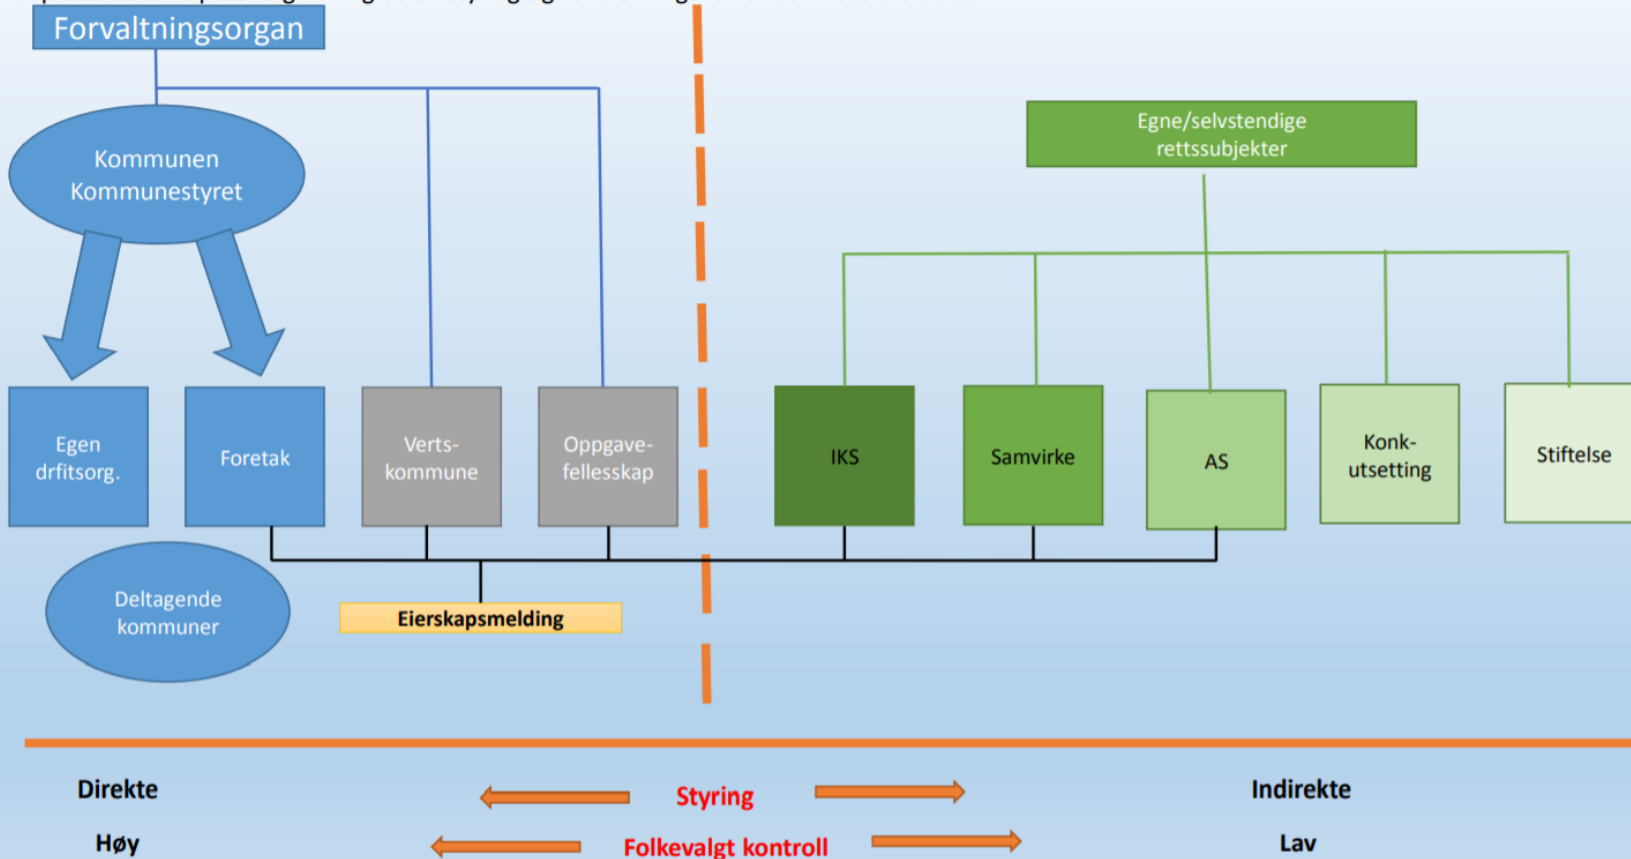 Forvaltningsorgan
Kommunen
Kommunestyret
Egne/selvstendige
rettssubjekter
Egen
drfitsorg.
Foretak
Verts-
kommune
Oppgave-
fellesskap
IKS
Samvirke
AS
Konk-
utsetting
Stiftelse
Deltagende
kommuner
Eierskapsmelding
Direkte
Styring
Indirekte
Høy
Folkevalgt kontroll
Lav